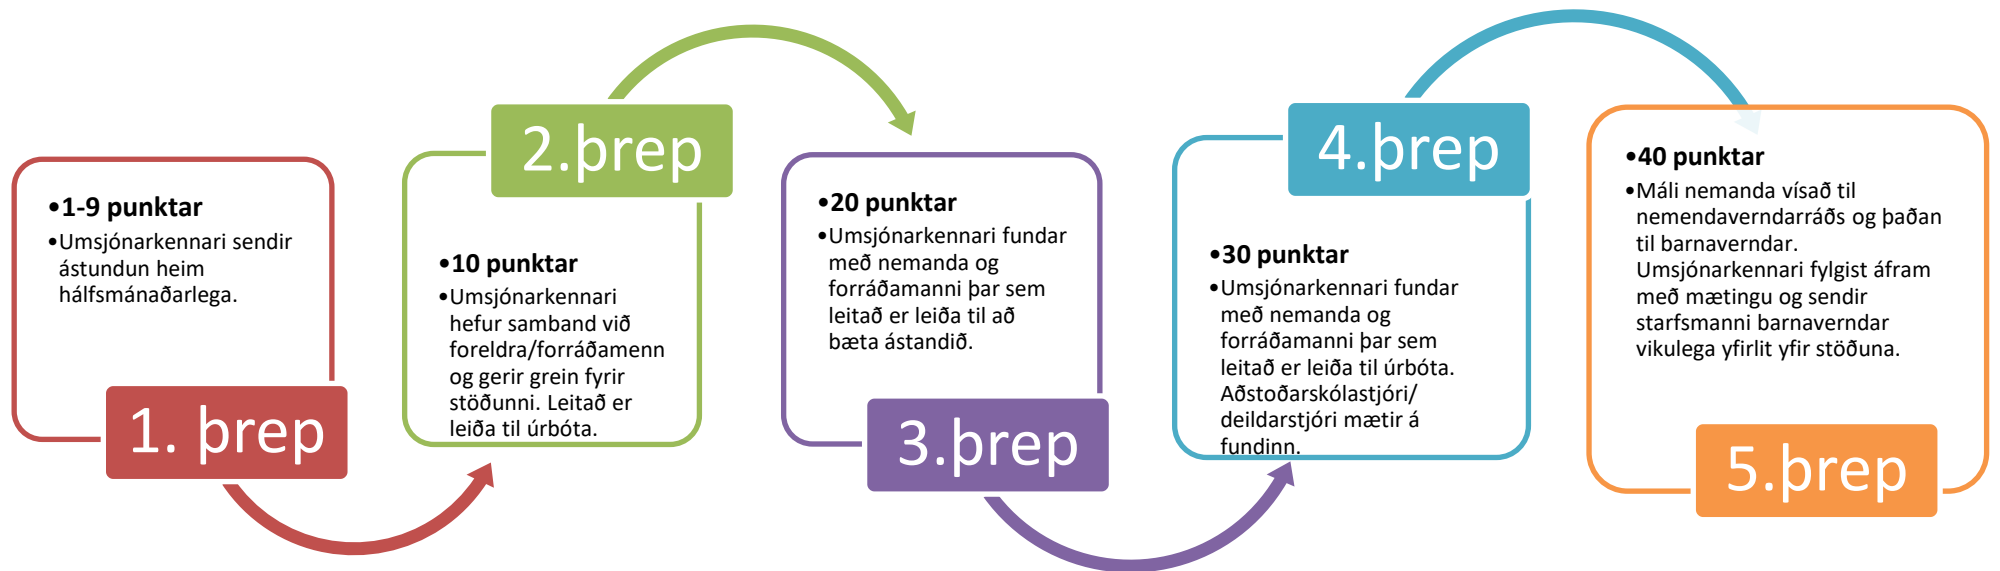 •1-9 punktar
•Umsjónarkennari sendir
ástundun heim
hálfsmánaðarlega.
1. þrep
2.þrep
•10 punktar
•Umsjónarkennari
hefur samband við
foreldra/forráðamenn
og gerir grein fyrir
stöðunni. Leitað er
leiða til úrbóta.
•20 punktar
•Umsjónarkennari fundar
með nemanda og
forráðamanni þar sem
leitað er leiða til að
bæta ástandið.
3.þrep
4.þrep
•30 punktar
•Umsjónarkennari fundar
með nemanda og
forráðamanni þar sem
leitað er leiða til úrbóta.
Aðstoðarskólastjóri/
deildarstjóri mætir á
fundinn.
•40 punktar
•Máli nemanda vísað til
nemendaverndarráðs og þaðan
til barnaverndar.
Umsjónarkennari fylgist áfram
með mætingu og sendir
starfsmanni barnaverndar
vikulega yfirlit yfir stöðuna.
5.þrep